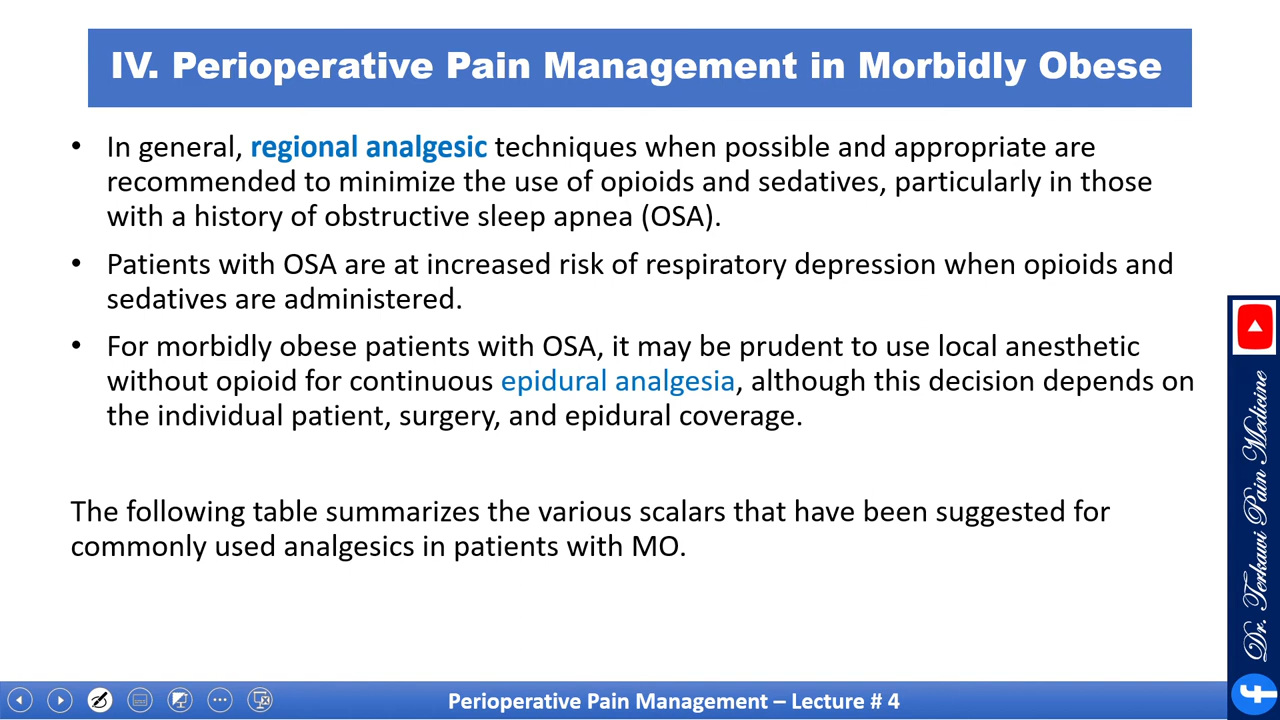 IV. Perioperative Pain Management in Morbidly Obese
• In general, regional analgesic techniques when possible and appropriate are
recommended to minimize the use of opioids and sedatives, particularly in those
with a history of obstructive sleep apnea (OSA).
• Patients with OSA are at increased risk of respiratory depression when opioids and
sedatives are administered.
• For morbidly obese patients with OSA, it may be prudent to use local anesthetic
without opioid for continuous epidural analgesia, although this decision depends on
the individual patient, surgery, and epidural coverage.
The following table summarizes the various scalars that have been suggested for
commonly used analgesics in patients with MO.
Dr. Terkawi Pain Medicine
Perioperative Pain Management – Lecture # 4